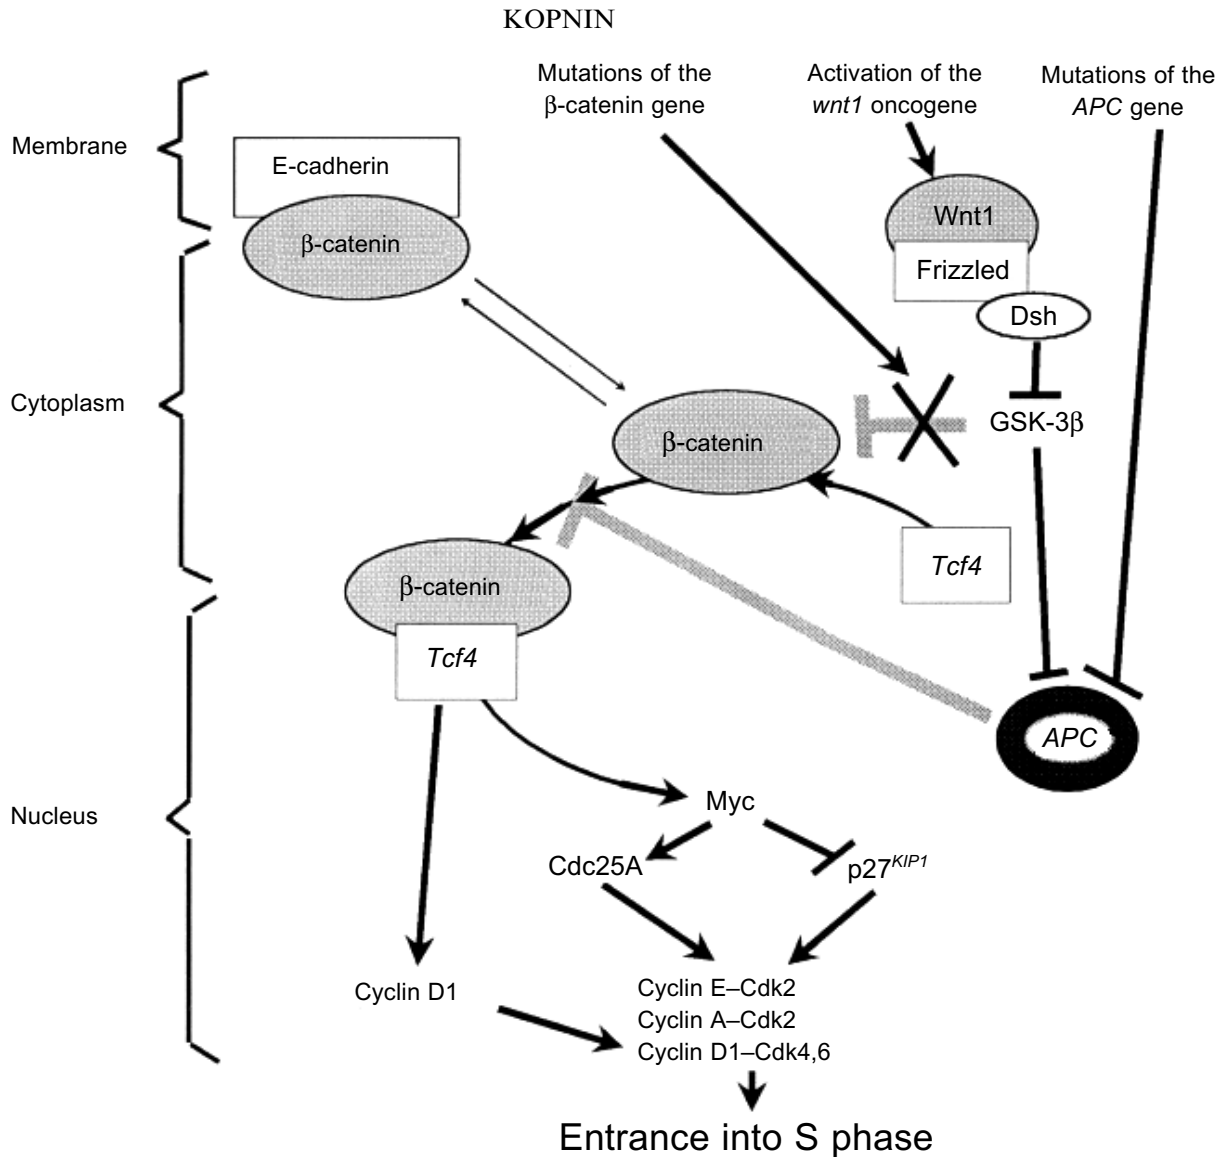 KOPNIN
Mutations of the
β-catenin gene
Activation of the
wnt1 oncogene
Mutations of the
APC gene
Membrane
E-cadherin
β-catenin
Wnt1
Frizzled
Dsh
Cytoplasm
GSK-3β
β-catenin
Tcf4
β-catenin
Tcf4
APC
Nucleus
Myc
Cdc25A
p27KIP1
Cyclin D1
Cyclin E–Cdk2
Cyclin A–Cdk2
Cyclin D1–Cdk4,6
Entrance into S phase